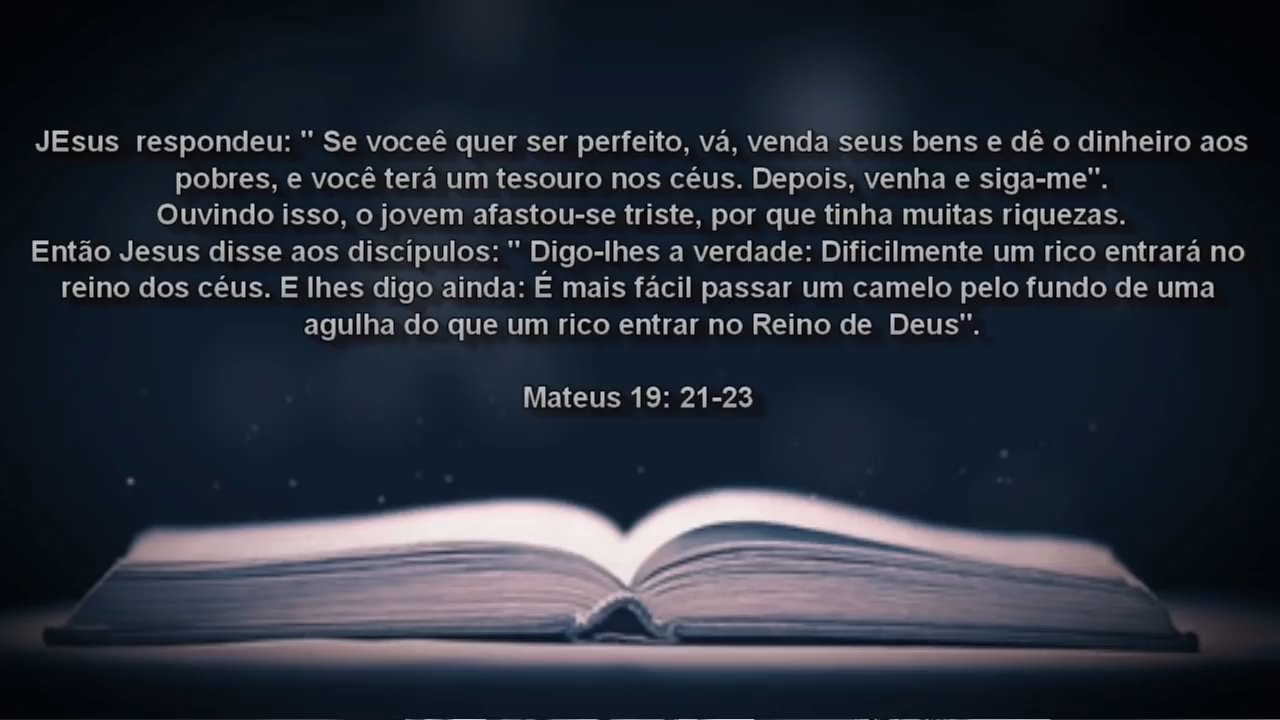 JEsus  respondeu: " Se voceê quer ser perfeito, vá, venda seus bens e dê o dinheiro aos
pobres, e você terá um tesouro nos céus. Depois, venha e siga-me".
Ouvindo isso, o jovem afastou-se triste, por que tinha muitas riquezas.
Então Jesus disse aos discípulos: " Digo-lhes a verdade: Dificilmente um rico entrará no
reino dos céus. E lhes digo ainda: É mais fácil passar um camelo pelo fundo de uma
agulha do que um rico entrar no Reino de  Deus".
Mateus 19: 21-23